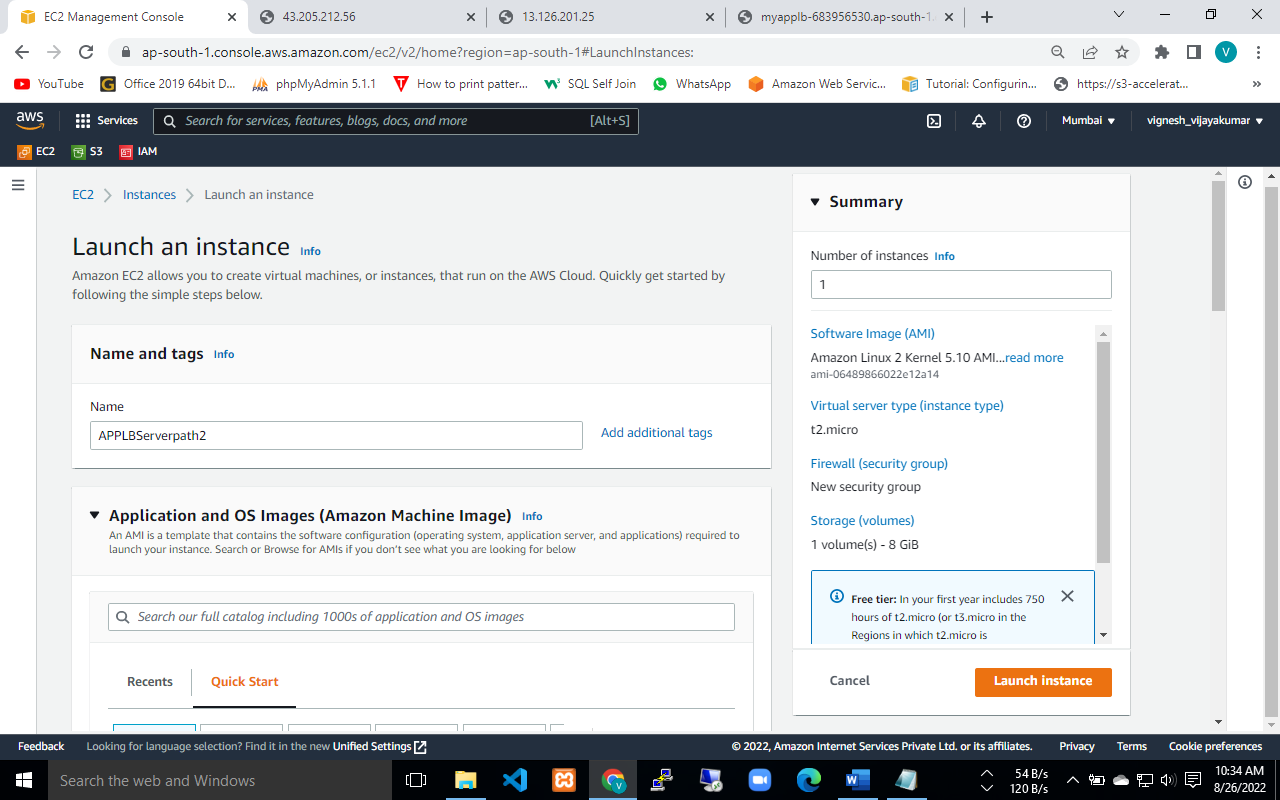 EC2 Management Console
43.205.212.56
13.126.201.25
myapplb-683956530.ap-south-1.
ap-south-1.console.aws.amazon.com/ec2/v2/home?region=ap-south-1#LaunchInstances:
V
YouTube
Office 2019 64bit D...
phpMyAdmin 5.1.1
How to print patter...
SQL Self Join
WhatsApp
Amazon Web Servic...
Tutorial: Configurin...
https://s3-accelerat...
»
aws
Services
Search for services, features, blogs, docs, and more
[Alt+S]
Mumbai
vignesh_vijayakumar
EC2
S3
IAM
EC2
Instances
Launch an instance
Launch an instance Info
Amazon EC2 allows you to create virtual machines, or instances, that run on the AWS Cloud. Quickly get started by
following the simple steps below.
Name and tags Info
Name
APPLBServerpath2
Add additional tags
Application and OS Images (Amazon Machine Image) Info
An AMI is a template that contains the software configuration (operating system, application server, and applications) required to
launch your instance. Search or Browse for AMIs if you don't see what you are looking for below
Search our full catalog including 1000s of application and OS images
Recents
Quick Start
Summary
Number of instances Info
1
Software Image (AMI)
Amazon Linux 2 Kernel 5.10 AMI...read more
ami-06489866022e12a14
Virtual server type (instance type)
t2.micro
Firewall (security group)
New security group
Storage (volumes)
1 volume(s) - 8 GiB
Free tier: In your first year includes 750
hours of t2.micro (or t3.micro in the
Regions in which t2.micro is
Cancel
Launch instance
Feedback
Looking for language selection? Find it in the new Unified Settings
© 2022, Amazon Internet Services Private Ltd. or its affiliates.
Privacy
Terms
Cookie preferences
Search the web and Windows
54 B/s
120 B/s
10:34 AM
8/26/2022